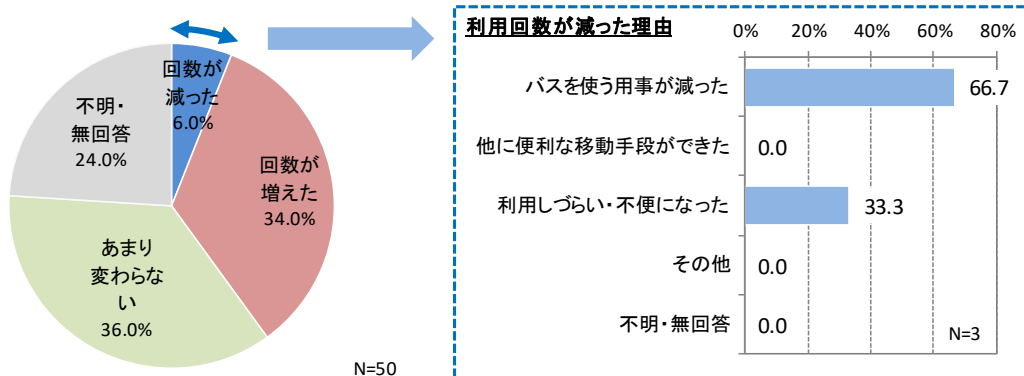 回数が
減った
6.0%
回数が
増えた
34.0%
あまり
変わらな
い
36.0%
不明・
無回答
24.0%
N=50
利用回数が減った理由
0% 20% 40% 60% 80%
バスを使う用事が減った 66.7
他に便利な移動手段ができた 0.0
利用しづらい・不便になった 33.3
その他 0.0
不明・無回答 0.0
N=3